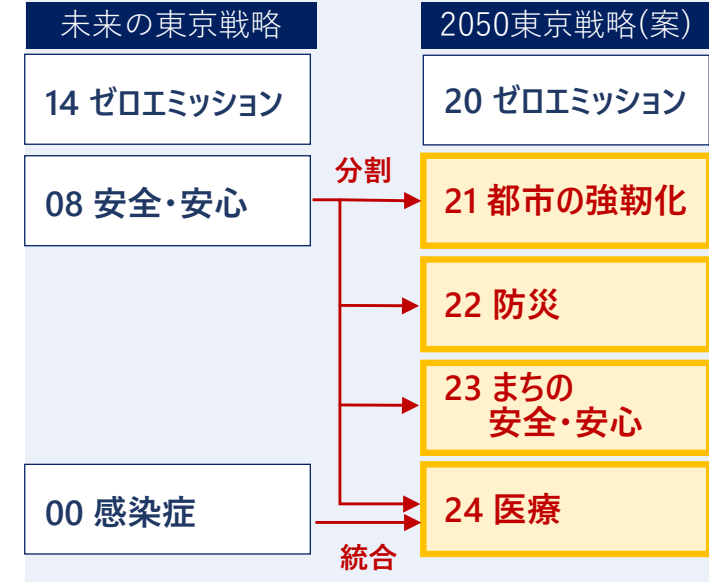 未来の東京戦略
2050東京戦略(案)
14 ゼロエミッション
20 ゼロエミッション
08 安全・安心
分割
21 都市の強靭化
22 防災
23 まちの
安全・安心
00 感染症
統合
24 医療